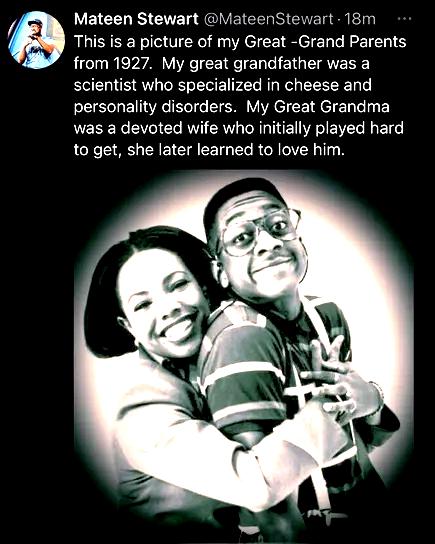 Mateen Stewart @MateenStewart · 18m ...
This is a picture of my Great -Grand Parents
from 1927.  My great grandfather was a
scientist who specialized in cheese and
personality disorders.  My Great Grandma
was a devoted wife who initially played hard
to get, she later learned to love him.